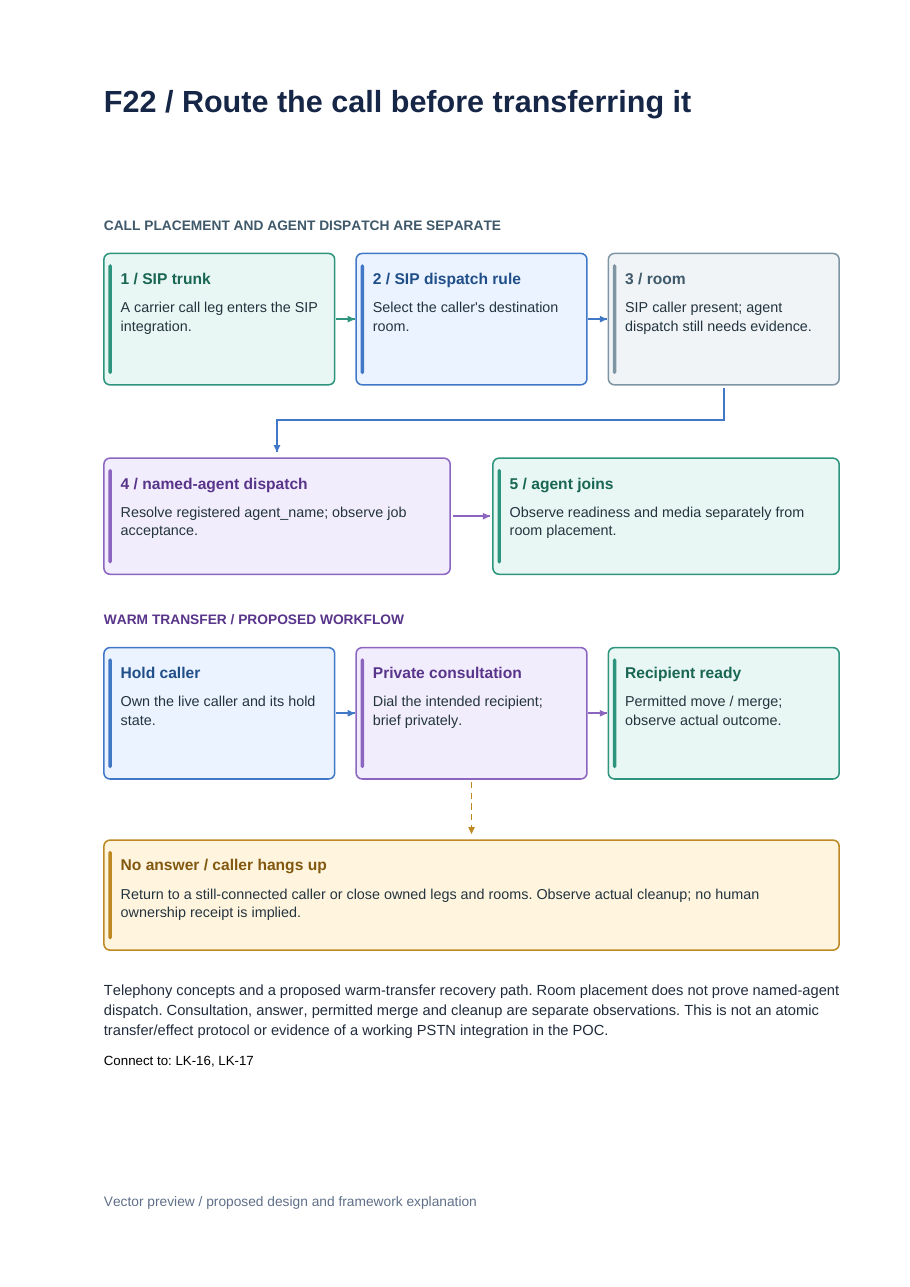 F22 / Route the call before transferring it
CALL PLACEMENT AND AGENT DISPATCH ARE SEPARATE
1 / SIP trunk
A carrier call leg enters the SIP
integration.
2 / SIP dispatch rule
Select the caller's destination
room.
3 / room
SIP caller present; agent
dispatch still needs evidence.
4 / named-agent dispatch
Resolve registered agent_name; observe job
acceptance.
5 / agent joins
Observe readiness and media separately from
room placement.
WARM TRANSFER / PROPOSED WORKFLOW
Hold caller
Own the live caller and its hold
state.
Private consultation
Dial the intended recipient;
brief privately.
Recipient ready
Permitted move / merge;
observe actual outcome.
No answer / caller hangs up
Return to a still-connected caller or close owned legs and rooms. Observe actual cleanup; no human
ownership receipt is implied.
Telephony concepts and a proposed warm-transfer recovery path. Room placement does not prove named-agent
dispatch. Consultation, answer, permitted merge and cleanup are separate observations. This is not an atomic
transfer/effect protocol or evidence of a working PSTN integration in the POC.
Connect to: LK-16, LK-17
Vector preview / proposed design and framework explanation